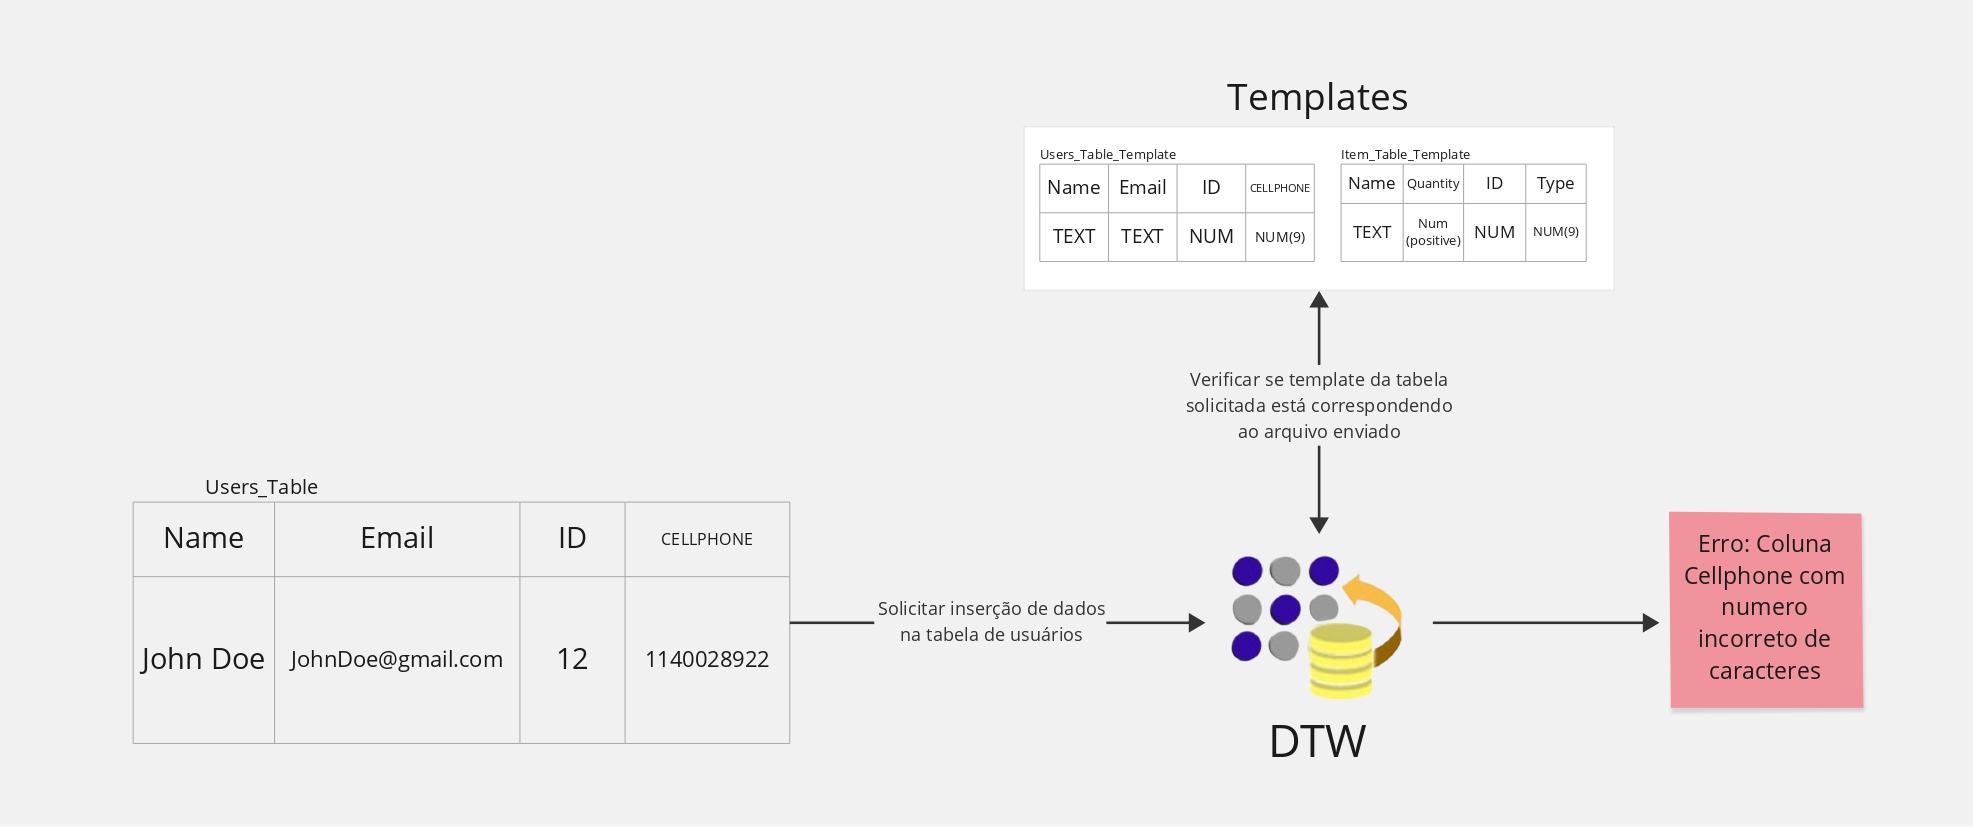 Templates
Users_Table_Template
Name Email ID CELLPHONE
TEXT TEXT NUM NUM(9)
Item_Table_Template
Name Quantity ID Type
TEXT Num (positive) NUM NUM(9)
Verificar se template da tabela
solicitada está correspondendo
ao arquivo enviado
Users_Table
Name Email ID CELLPHONE
John Doe JohnDoe@gmail.com 12 1140028922
Solicitar inserção de dados
na tabela de usuários
DTW
Erro: Coluna
Cellphone com
numero
incorreto de
caracteres